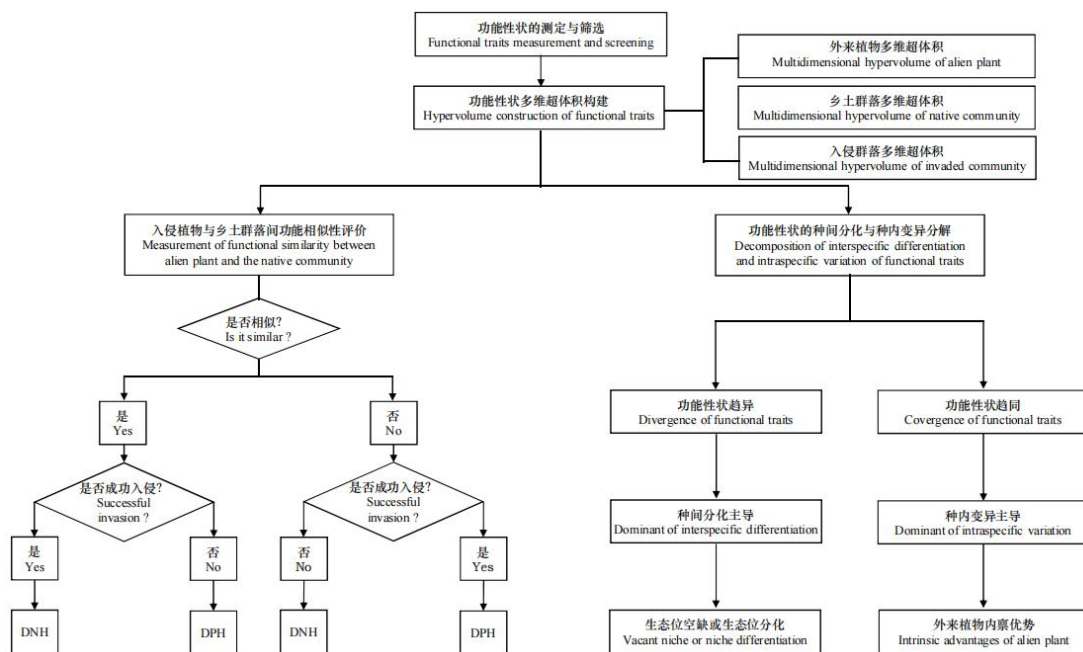 功能性状的测定与筛选
Functional traits measurement and screening
功能性状多维超体积构建
Hypervolume construction of functional traits
外来植物多维超体积
Multidimensional hypervolume of alien plant
乡土群落多维超体积
Multidimensional hypervolume of native community
入侵群落多维超体积
Multidimensional hypervolume of invaded community
入侵植物与乡土群落间功能相似性评价
Measurement of functional similarity between
alien plant and the native community
功能性状的种间分化与种内变异分解
Decomposition of interspecific differentiation
and intraspecific variation of functional traits
是否相似?
Is it similar ?
是
Yes
否
No
功能性状趋异
Divergence of functional traits
功能性状趋同
Covergence of functional traits
是否成功入侵?
Successful
invasion ?
是否成功入侵?
Successful
invasion ?
种间分化主导
Dominant of interspecific differentiation
种内变异主导
Dominant of intraspecific variation
是
Yes
否
No
否
No
是
Yes
DNH
DPH
DNH
DPH
生态位空缺或生态位分化
Vacant niche or niche differentiation
外来植物内禀优势
Intrinsic advantages of alien plant